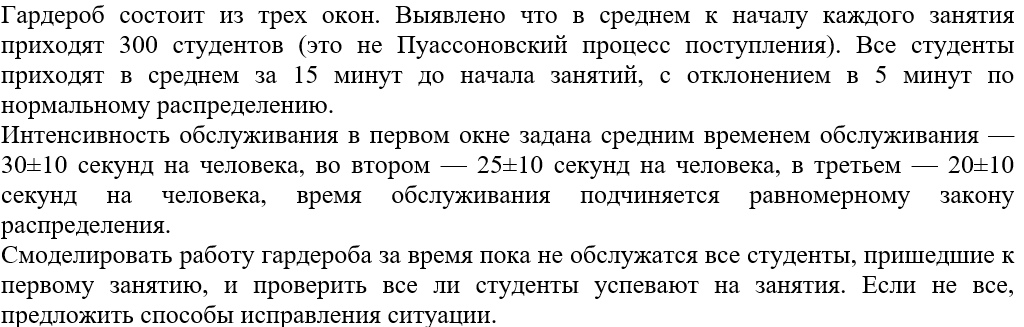 Гардероб состоит из трех окон. Выявлено что в среднем к началу каждого занятия
приходят 300 студентов (это не Пуассоновский процесс поступления). Все студенты
приходят в среднем за 15 минут до начала занятий, с отклонением в 5 минут по
нормальному распределению.
Интенсивность обслуживания в первом окне задана средним временем обслуживания —
30±10 секунд на человека, во втором — 25±10 секунд на человека, в третьем — 20±10
секунд на человека, время обслуживания подчиняется равномерному закону
распределения.
Смоделировать работу гардероба за время пока не обслужатся все студенты, пришедшие к
первому занятию, и проверить все ли студенты успевают на занятия. Если не все,
предложить способы исправления ситуации.